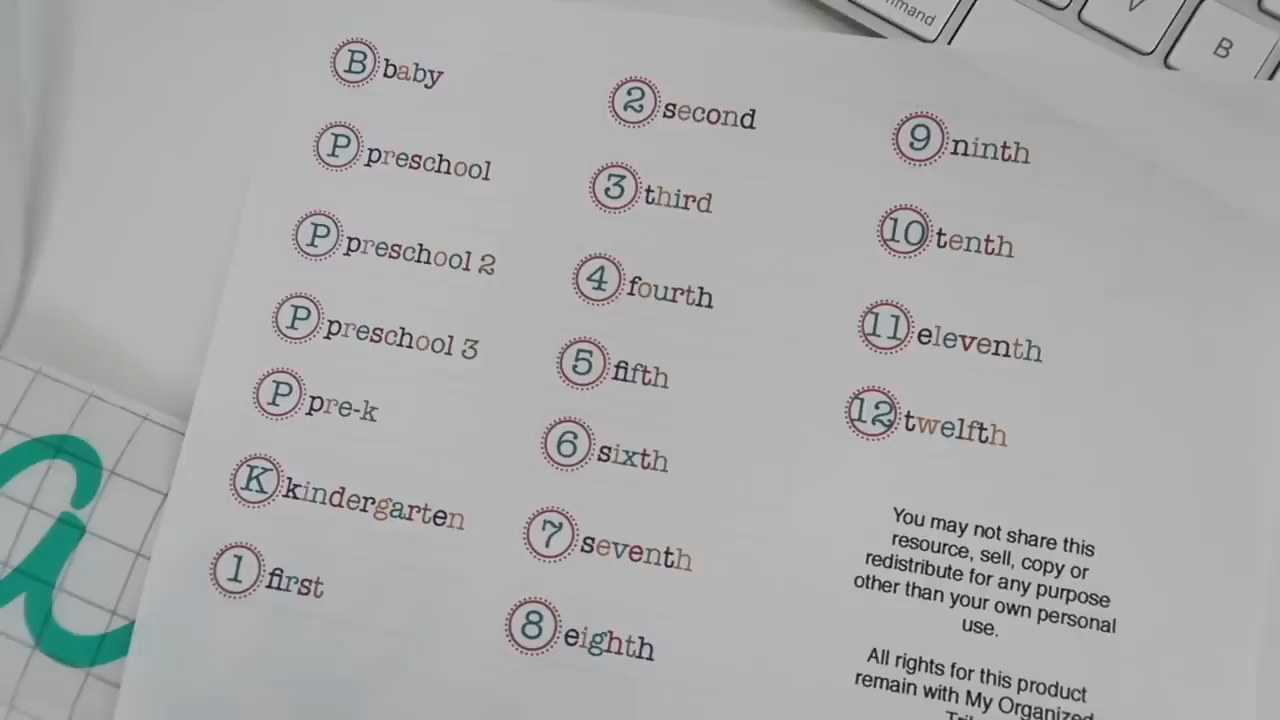 B baby
P preschool
P preschool 2
P preschool 3
P pre-k
K kindergarten
1 first
2 second
3 third
4 fourth
5 fifth
6 sixth
7 seventh
8 eighth
9 ninth
10 tenth
11 eleventh
12 twelfth
You may not share this
resource, sell, copy or
redistribute for any purpose
other than your own personal
use.
All rights for this product
remain with My Organized
V
B